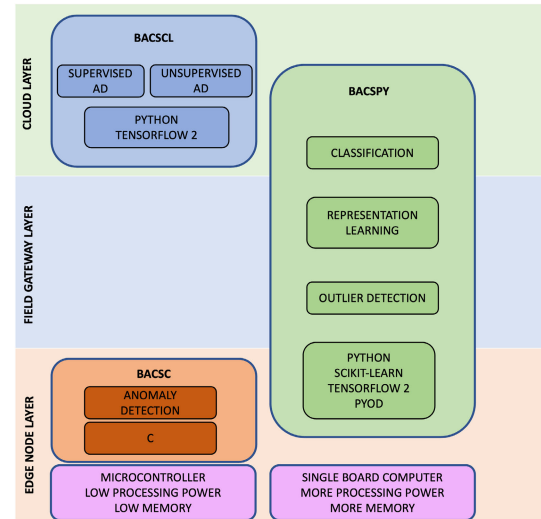 CLOUD LAYER
BACSCL
SUPERVISED
AD
UNSUPERVISED
AD
PYTHON
TENSORFLOW 2
BACSPY
CLASSIFICATION
FIELD GATEWAY LAYER
REPRESENTATION
LEARNING
OUTLIER DETECTION
PYTHON
SCIKIT-LEARN
TENSORFLOW 2
PYOD
EDGE NODE LAYER
BACSC
ANOMALY
DETECTION
C
MICROCONTROLLER
LOW PROCESSING POWER
LOW MEMORY
SINGLE BOARD COMPUTER
MORE PROCESSING POWER
MORE MEMORY